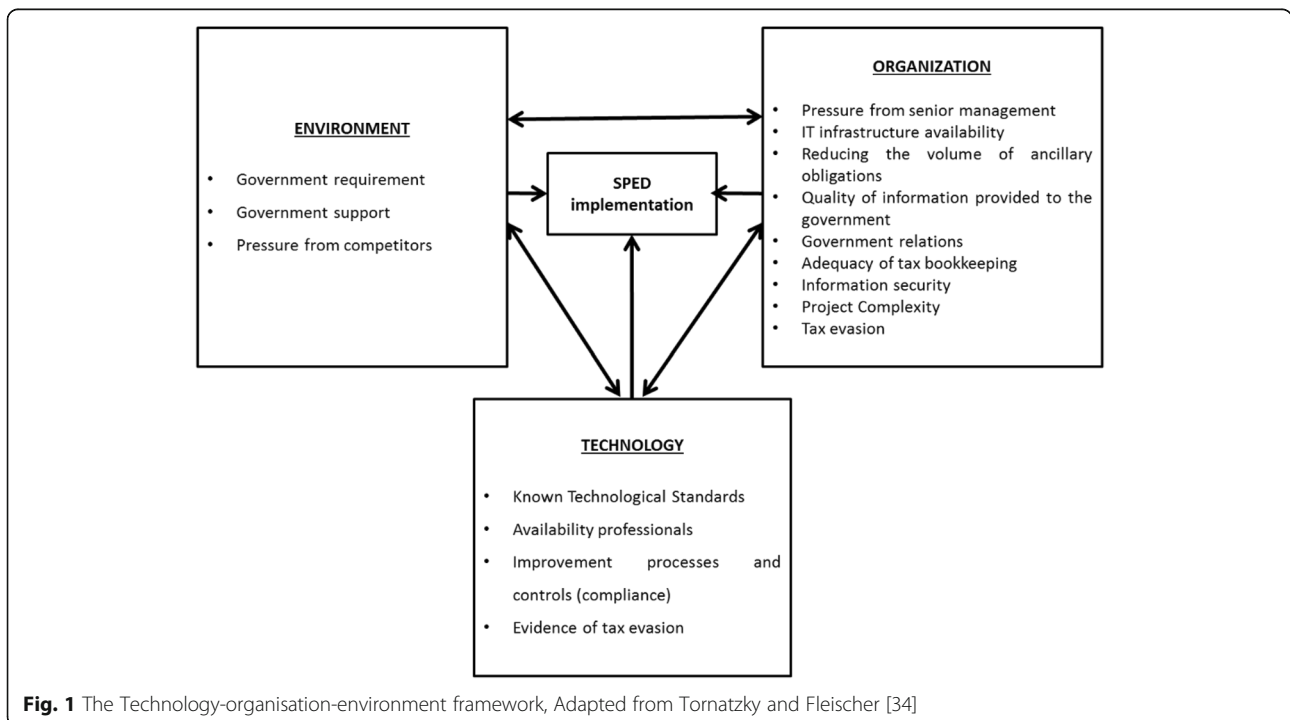 ENVIRONMENT
• Government requirement
• Government support
• Pressure from competitors
SPED
implementation
ORGANIZATION
• Pressure from senior management
• IT infrastructure availability
• Reducing the volume of ancillary
obligations
• Quality of information provided to the
government
• Government relations
• Adequacy of tax bookkeeping
• Information security
• Project Complexity
• Tax evasion
TECHNOLOGY
• Known Technological Standards
• Availability professionals
• Improvement processes and
controls (compliance)
• Evidence of tax evasion
Fig. 1 The Technology-organisation-environment framework, Adapted from Tornatzky and Fleischer [34]